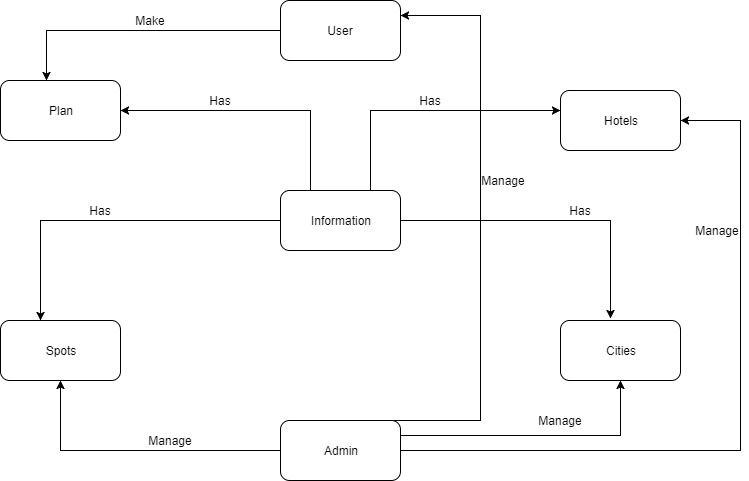 Make
User
Plan
Has
Has
Hotels
Manage
Has
Information
Has
Manage
Spots
Cities
Manage
Manage
Admin